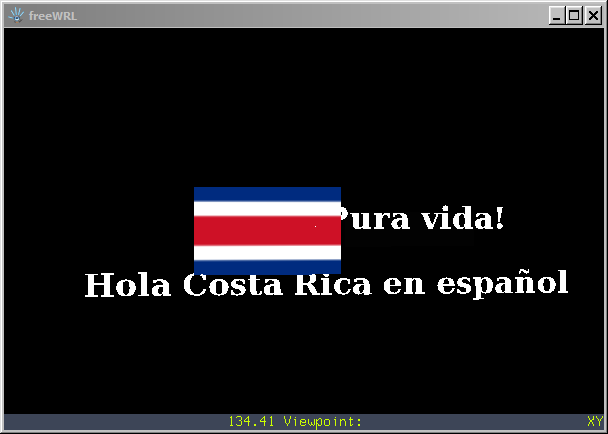 freeWRL
Pura vida!
Hola Costa Rica en español
134.41 Viewpoint: XY